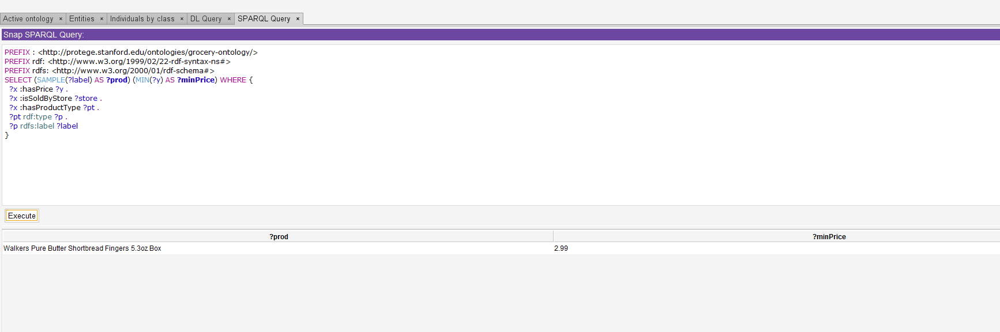 Active ontology × Entities × Individuals by class × DL Query × SPARQL Query ×
Snap SPARQL Query:
PREFIX : <http://protege.stanford.edu/ontologies/grocery-ontology/>
PREFIX rdf: <http://www.w3.org/1999/02/22-rdf-syntax-ns#>
PREFIX rdfs: <http://www.w3.org/2000/01/rdf-schema#>
SELECT (SAMPLE(?label) AS ?prod) (MIN(?y) AS ?minPrice) WHERE {
?x :hasPrice ?y .
?x :isSoldByStore ?store .
?x :hasProductType ?pt .
?pt rdf:type ?p .
?p rdfs:label ?label
}
Execute
?prod ?minPrice
Walkers Pure Butter Shortbread Fingers 5.3oz Box 2.99